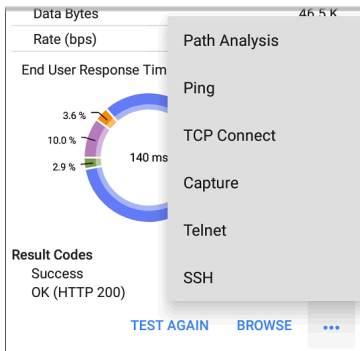 Data Bytes 46.5 K
Rate (bps)
End User Response Tim
3.6 %
10.0 %
2.9 %
140 ms
Path Analysis
Ping
TCP Connect
Capture
Telnet
SSH
Result Codes
Success
OK (HTTP 200)
TEST AGAIN BROWSE